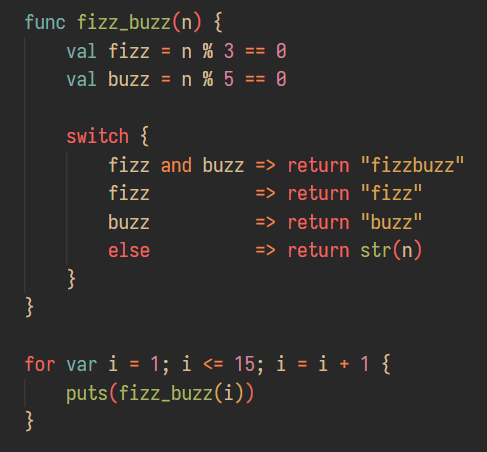 func fizz_buzz(n) {
    val fizz = n % 3 == 0
    val buzz = n % 5 == 0

    switch {
        fizz and buzz => return "fizzbuzz"
        fizz          => return "fizz"
        buzz          => return "buzz"
        else          => return str(n)
    }
}

for var i = 1; i <= 15; i = i + 1 {
    puts(fizz_buzz(i))
}